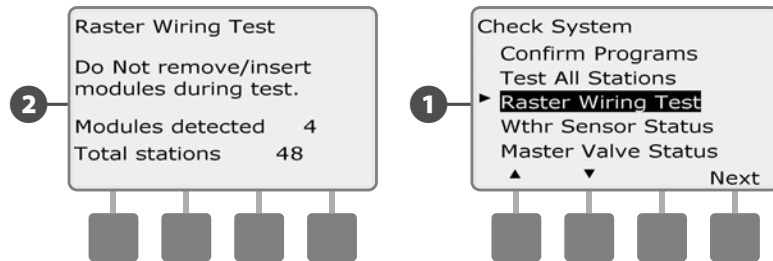 2
Raster Wiring Test
Do Not remove/insert
modules during test.
Modules detected 4
Total stations 48
1
Check System
Confirm Programs
Test All Stations
Raster Wiring Test
Wthr Sensor Status
Master Valve Status
Next